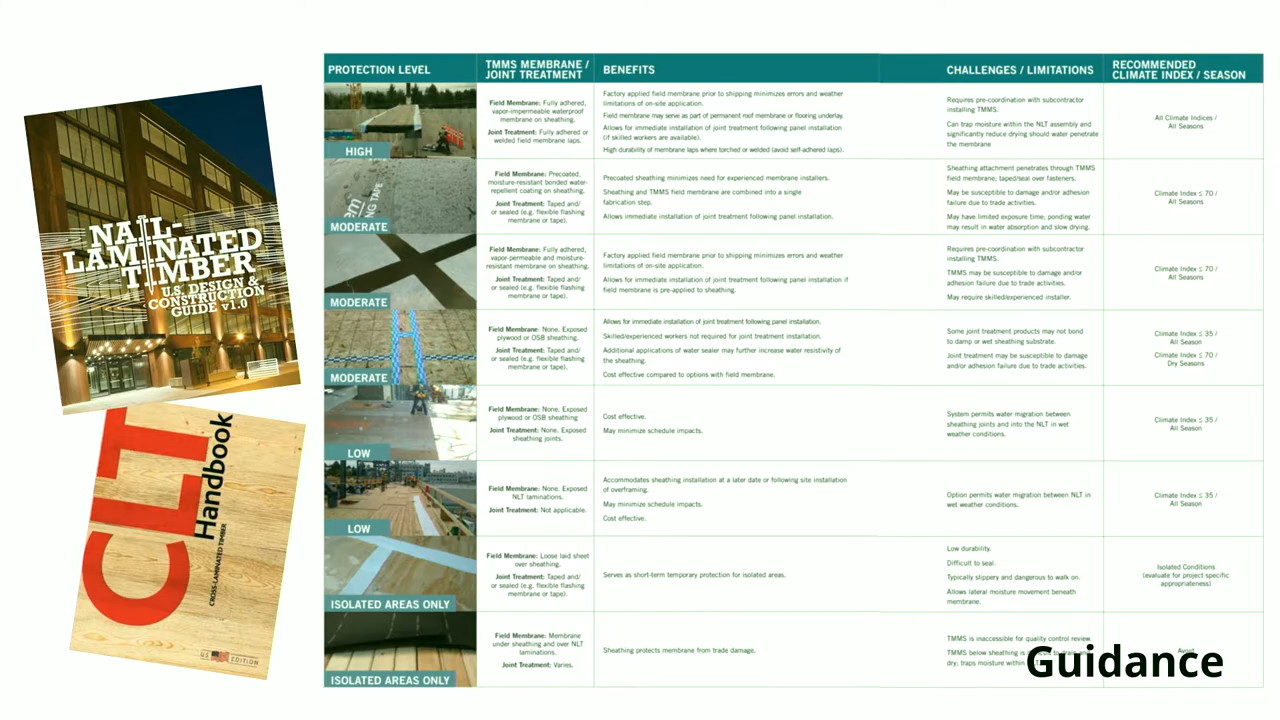 NAIL-
LAMINATED
TIMBER
U.S. DESIGN &
CONSTRUCTION
GUIDE v1.0
CLT
Handbook
CROSS-LAMINATED TIMBER
US EDITION
PROTECTION LEVEL
TMMS MEMBRANE /
JOINT TREATMENT
BENEFITS
CHALLENGES / LIMITATIONS
RECOMMENDED
CLIMATE INDEX / SEASON
HIGH
Field Membrane: Fully adhered,
vapor-impermeable waterproof
membrane on sheathing.
Joint Treatment: Fully adhered or
welded field membrane laps.
Factory applied field membrane prior to shipping minimizes errors and weather
limitations of on-site application.
Field membrane may serve as part of permanent roof membrane or flooring underlay.
Allows for immediate installation of joint treatment following panel installation
(if skilled workers are available).
High durability of membrane laps where torched or welded (avoid self-adhered laps).
Requires pre-coordination with subcontractor
installing TMMS.
Can trap moisture within the NLT assembly and
significantly reduce drying should water penetrate
the membrane
All Climate Indices /
All Seasons
NG TAPE
MODERATE
Field Membrane: Precoated,
moisture-resistant bonded water-
repellent coating on sheathing.
Joint Treatment: Taped and/
or sealed (e.g. flexible flashing
membrane or tape).
Precoated sheathing minimizes need for experienced membrane installers.
Sheathing and TMMS field membrane are combined into a single
fabrication step.
Allows immediate installation of joint treatment following panel installation.
Sheathing attachment penetrates through TMMS
field membrane; taped/seal over fasteners.
May be susceptible to damage and/or adhesion
failure due to trade activities.
May have limited exposure time; ponding water
may result in water absorption and slow drying.
Climate Index ≤ 70 /
All Seasons
MODERATE
Field Membrane: Fully adhered,
vapor-permeable and moisture-
resistant membrane on sheathing.
Joint Treatment: Taped and/
or sealed (e.g. flexible flashing
membrane or tape).
Factory applied field membrane prior to shipping minimizes errors and weather
limitations of on-site application.
Allows for immediate installation of joint treatment following panel installation if
field membrane is pre-applied to sheathing.
Requires pre-coordination with subcontractor
installing TMMS.
TMMS may be susceptible to damage and/or
adhesion failure due to trade activities.
May require skilled/experienced installer.
Climate Index ≤ 70 /
All Seasons
MODERATE
Field Membrane: None. Exposed
plywood or OSB sheathing.
Joint Treatment: Taped and/
or sealed (e.g. flexible flashing
membrane or tape).
Allows for immediate installation of joint treatment following panel installation.
Skilled/experienced workers not required for joint treatment installation.
Additional applications of water sealer may further increase water resistivity of
the sheathing.
Cost effective compared to options with field membrane.
Some joint treatment products may not bond
to damp or wet sheathing substrate.
Joint treatment may be susceptible to damage
and/or adhesion failure due to trade activities.
Climate Index ≤ 35 /
All Season
Climate Index ≤ 70 /
Dry Seasons
LOW
Field Membrane: None. Exposed
plywood or OSB sheathing
Joint Treatment: None. Exposed
sheathing joints.
Cost effective.
May minimize schedule impacts.
System permits water migration between
sheathing joints and into the NLT in wet
weather conditions.
Climate Index ≤ 35 /
All Season
LOW
Field Membrane: None. Exposed
NLT laminations.
Joint Treatment: Not applicable.
Accommodates sheathing installation at a later date or following site installation
of overframing.
May minimize schedule impacts.
Cost effective.
Option permits water migration between NLT in
wet weather conditions.
Climate Index ≤ 35 /
All Season
ISOLATED AREAS ONLY
Field Membrane: Loose laid sheet
over sheathing.
Joint Treatment: Taped and/
or sealed (e.g. flexible flashing
membrane or tape).
Serves as short-term temporary protection for isolated areas.
Low durability.
Difficult to seal.
Typically slippery and dangerous to walk on.
Allows lateral moisture movement beneath
membrane.
Isolated Conditions
(evaluate for project specific
appropriateness)
ISOLATED AREAS ONLY
Field Membrane: Membrane
under sheathing and over NLT
laminations.
Joint Treatment: Varies.
Sheathing protects membrane from trade damage.
TMMS is inaccessible for quality control review.
TMMS below sheathing is
dry; traps moisture within
Guidance